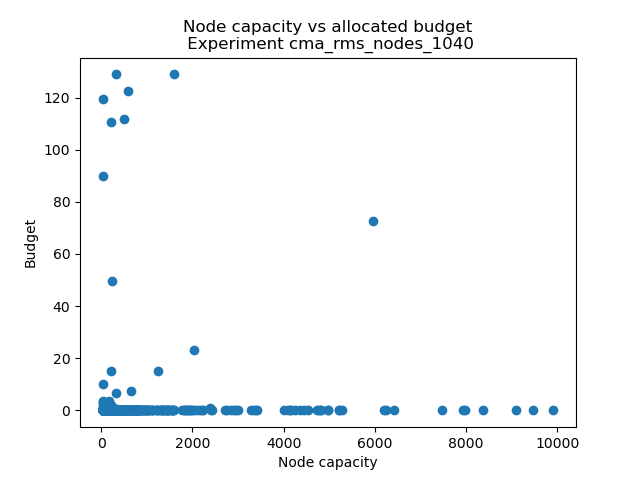 Node capacity vs allocated budget
Experiment cma_rms_nodes_1040
120
100
80
60
40
20
0
Budget
0 2000 4000 6000 8000 10000
Node capacity